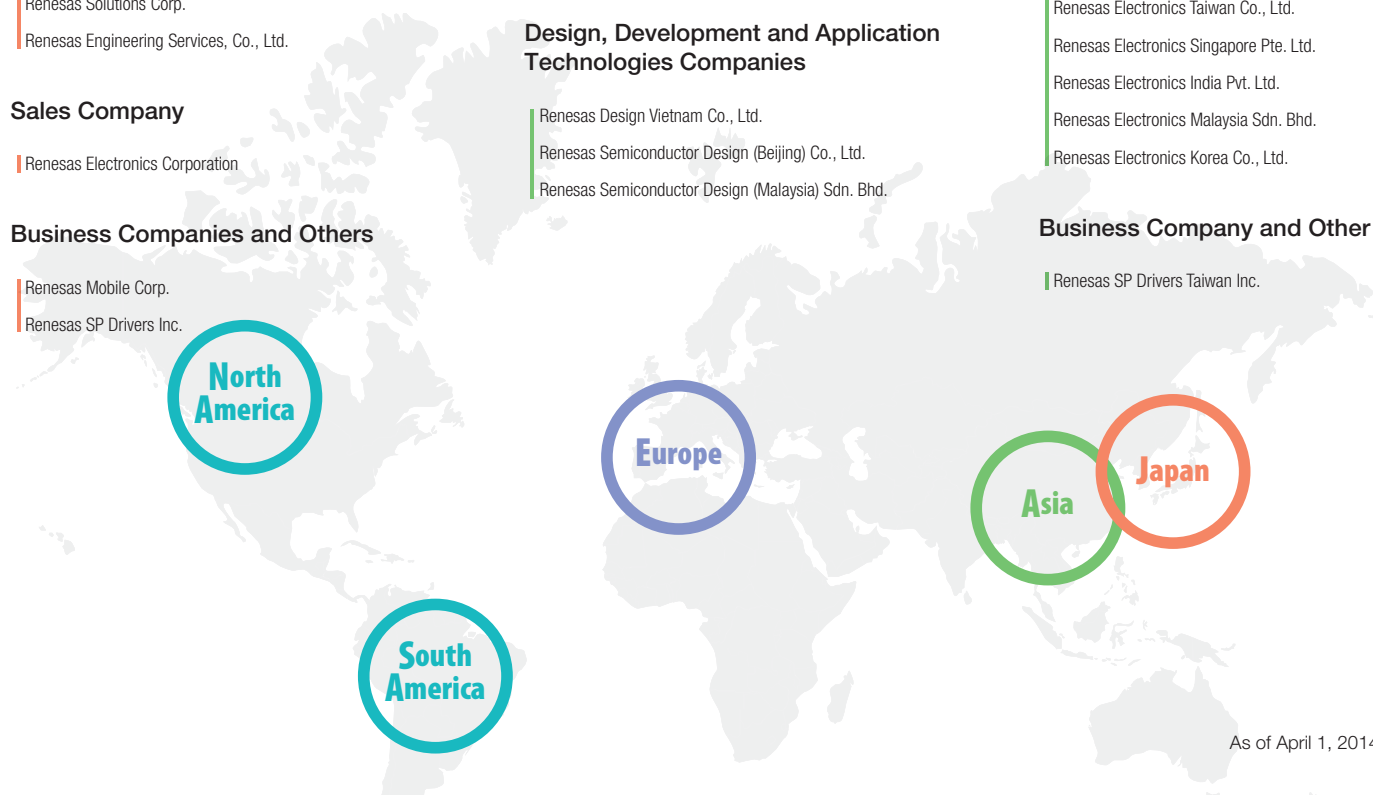 Renesas Solutions Corp.
Renesas Engineering Services, Co., Ltd.
Sales Company
Renesas Electronics Corporation
Business Companies and Others
Renesas Mobile Corp.
Renesas SP Drivers Inc.
Design, Development and Application
Technologies Companies
Renesas Design Vietnam Co., Ltd.
Renesas Semiconductor Design (Beijing) Co., Ltd.
Renesas Semiconductor Design (Malaysia) Sdn. Bhd.
Renesas Electronics Taiwan Co., Ltd.
Renesas Electronics Singapore Pte. Ltd.
Renesas Electronics India Pvt. Ltd.
Renesas Electronics Malaysia Sdn. Bhd.
Renesas Electronics Korea Co., Ltd.
Business Company and Other
Renesas SP Drivers Taiwan Inc.
North
America
Europe
Asia
Japan
South
America
As of April 1, 2014